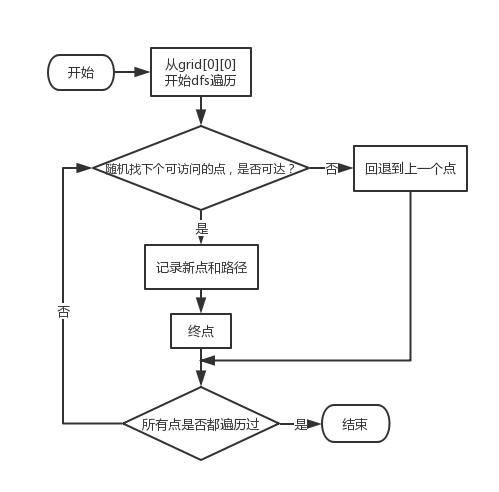 开始
从grid[0][0]
开始dfs遍历
随机找下个可访问的点，是否可达？
否
回退到上一个点
是
记录新点和路径
否
终点
所有点是否都遍历过
是
结束